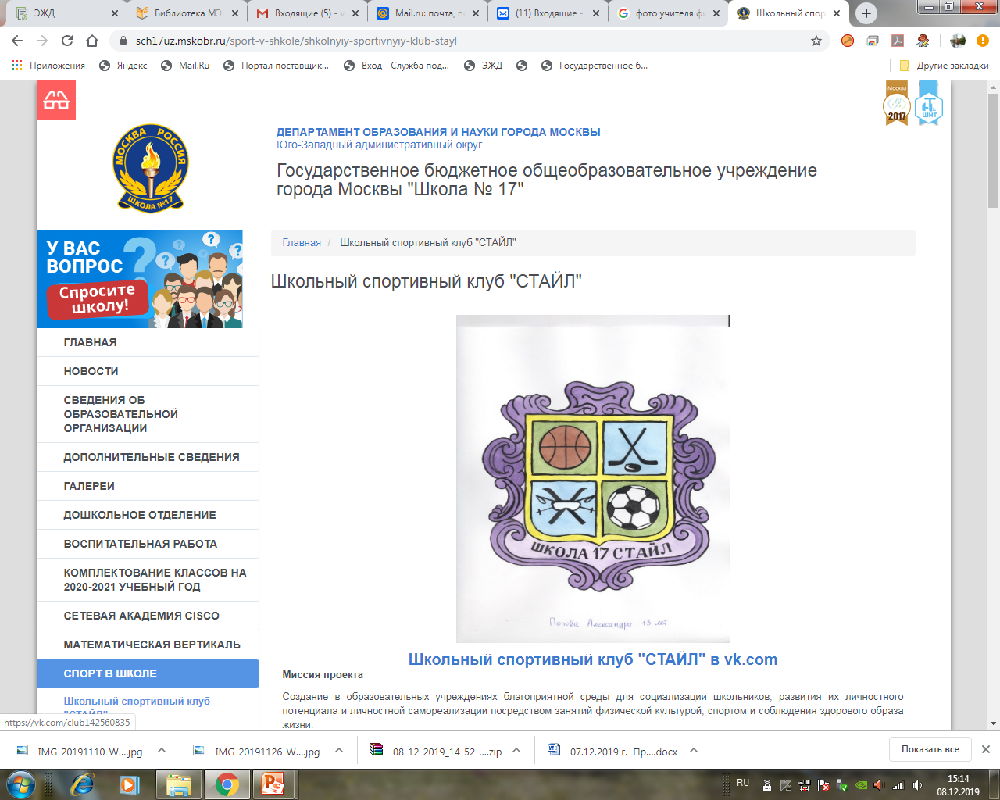 ЭЖД
Библиотека МЭ
Входящие (5) -
Mail.ru: почта, по
(11) Входящие -
фото учителя фи
Школьный спор
sch17uz.mskobr.ru/sport-v-shkole/shkolnyiy-sportivnyiy-klub-stayl
Приложения
Яндекс
Mail.Ru
Портал поставщик...
Вход - Служба под...
ЭЖД
Государственное б...
Другие закладки
Москва
2017
ШНТ
МОСКВА РОССИЯ
ШКОЛА №17
ДЕПАРТАМЕНТ ОБРАЗОВАНИЯ И НАУКИ ГОРОДА МОСКВЫ
Юго-Западный административный округ
Государственное бюджетное общеобразовательное учреждение
города Москвы "Школа № 17"
У ВАС
ВОПРОС
?
Спросите
школу!
Главная / Школьный спортивный клуб "СТАЙЛ"
Школьный спортивный клуб "СТАЙЛ"
ГЛАВНАЯ
НОВОСТИ
СВЕДЕНИЯ ОБ
ОБРАЗОВАТЕЛЬНОЙ
ОРГАНИЗАЦИИ
ДОПОЛНИТЕЛЬНЫЕ СВЕДЕНИЯ
ГАЛЕРЕИ
ДОШКОЛЬНОЕ ОТДЕЛЕНИЕ
ВОСПИТАТЕЛЬНАЯ РАБОТА
КОМПЛЕКТОВАНИЕ КЛАССОВ НА
2020-2021 УЧЕБНЫЙ ГОД
СЕТЕВАЯ АКАДЕМИЯ CISCO
МАТЕМАТИЧЕСКАЯ ВЕРТИКАЛЬ
СПОРТ В ШКОЛЕ
Школьный спортивный клуб
"СТАЙЛ"
ШКОЛА 17 СТАЙЛ
Попова Александра 13 лет
Школьный спортивный клуб "СТАЙЛ" в vk.com
Миссия проекта
Создание в образовательных учреждениях благоприятной среды для социализации школьников, развития их личностного
потенциала и личностной самореализации посредством занятий физической культурой, спортом и соблюдения здорового образа
жизни.
https://vk.com/club142560835
IMG-20191110-W....jpg
IMG-20191126-W....jpg
08-12-2019_14-52-....zip
07.12.2019 г. Пр....docx
Показать все
RU
15:14
08.12.2019